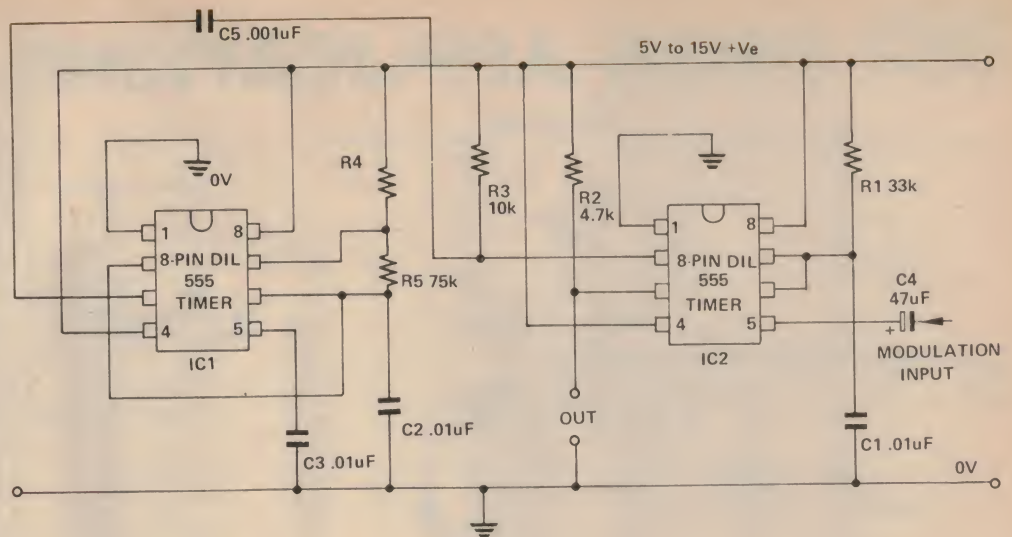 C5 .001uF
5V to 15V +Ve
0V
R4
R3
10k
R2
4.7k
R1 33k
1
8
8-PIN DIL
555
TIMER
4
5
IC1
R5 75k
1
8
8-PIN DIL
555
TIMER
4
5
IC2
C4
47uF
+
MODULATION
INPUT
C2 .01uF
C3 .01uF
OUT
C1 .01uF
0V